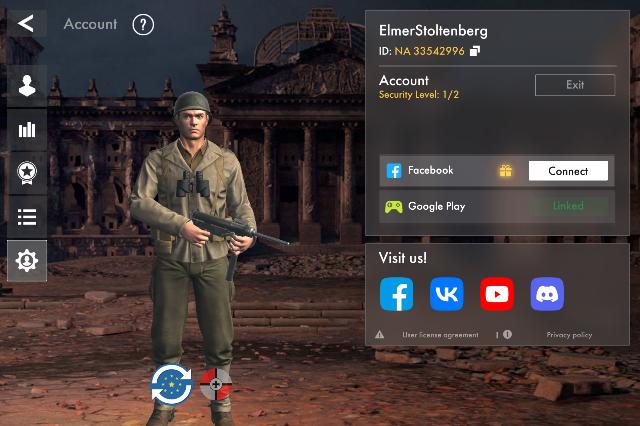 Account ?
ElmerStoltenberg
ID: NA 33542996
Account
Security Level: 1/2
Exit
Facebook
Connect
Google Play
Linked
Visit us!
User license agreement
Privacy policy